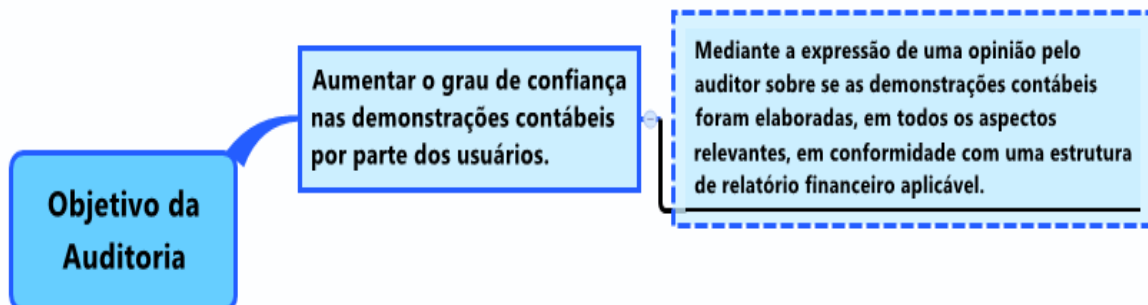 Objetivo da
Auditoria
Aumentar o grau de confiança
nas demonstrações contábeis
por parte dos usuários.
Mediante a expressão de uma opinião pelo
auditor sobre se as demonstrações contábeis
foram elaboradas, em todos os aspectos
relevantes, em conformidade com uma estrutura
de relatório financeiro aplicável.